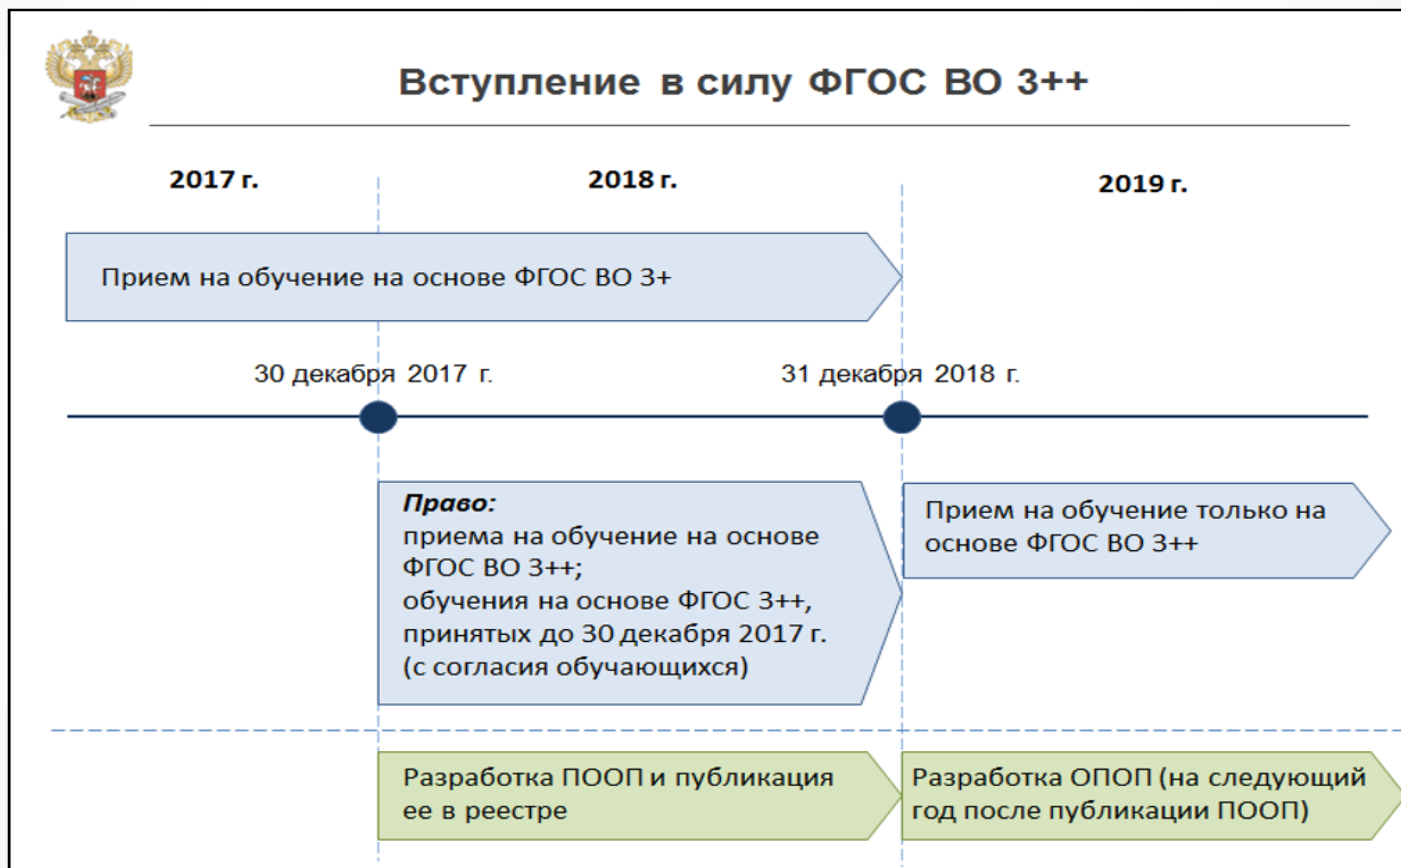 Вступление в силу ФГОС ВО 3++
2017 г.
2018 г.
2019 г.
Прием на обучение на основе ФГОС ВО 3+
30 декабря 2017 г.
31 декабря 2018 г.
Право:
приема на обучение на основе
ФГОС ВО 3++;
обучения на основе ФГОС 3++,
принятых до 30 декабря 2017 г.
(с согласия обучающихся)
Прием на обучение только на
основе ФГОС ВО 3++
Разработка ПООП и публикация
ее в реестре
Разработка ОПОП (на следующий
год после публикации ПООП)